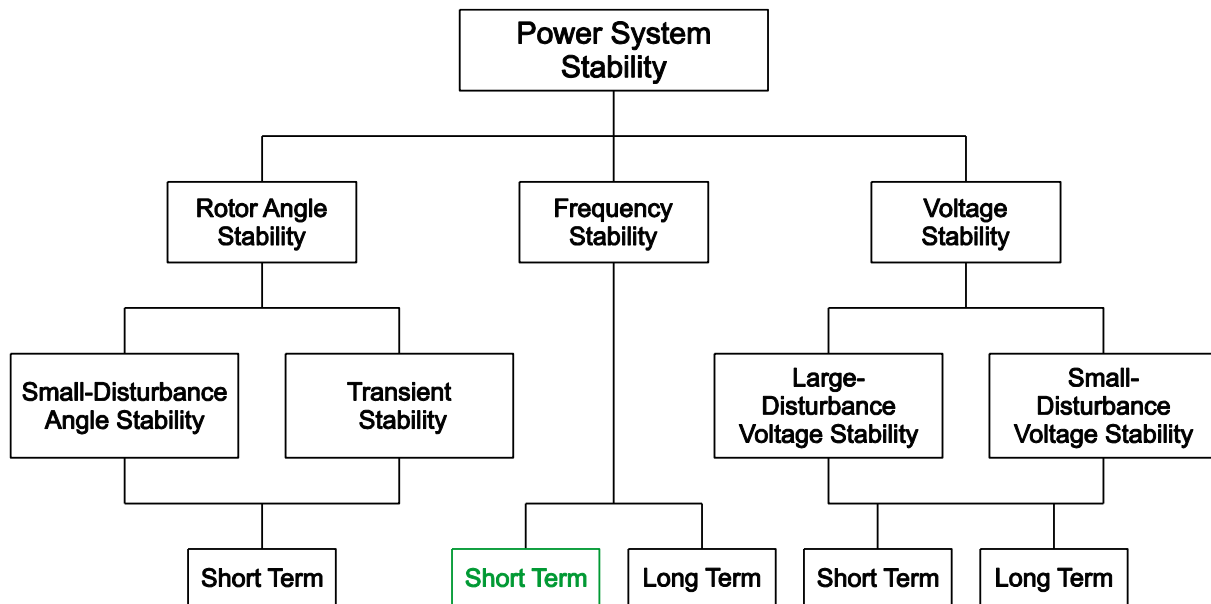 Power System
Stability
Rotor Angle
Stability
Frequency
Stability
Voltage
Stability
Small-Disturbance
Angle Stability
Transient
Stability
Large-
Disturbance
Voltage Stability
Small-
Disturbance
Voltage Stability
Short Term
Short Term
Long Term
Short Term
Long Term